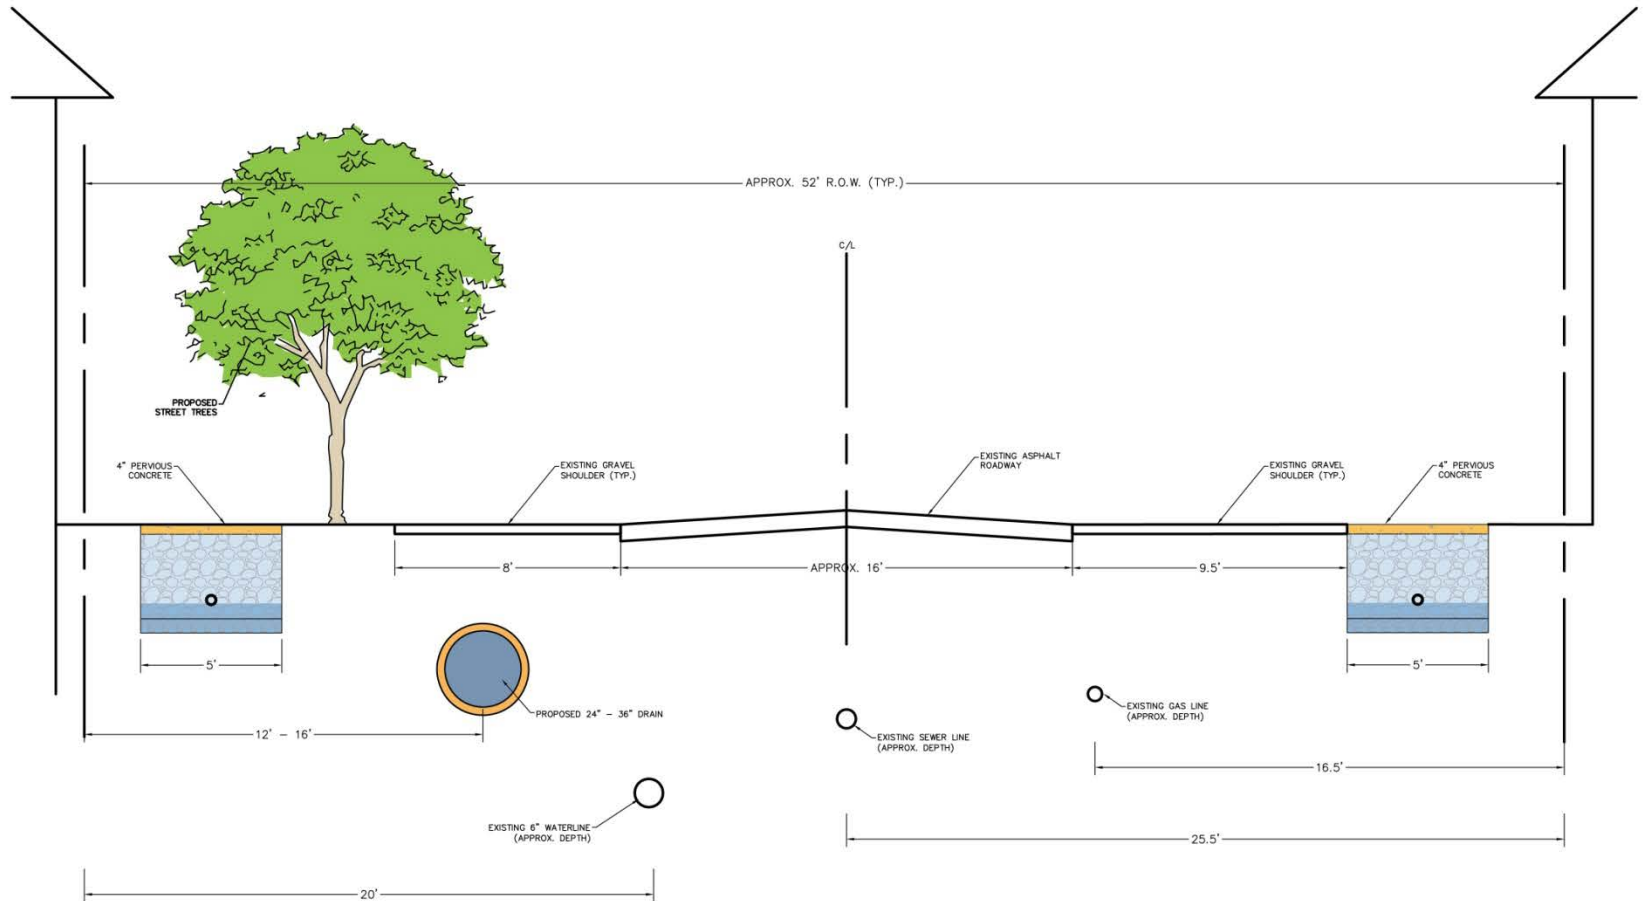 APPROX. 52' R.O.W. (TYP.)
C/L
PROPOSED
STREET TREES
4" PERVIOUS
CONCRETE
EXISTING GRAVEL
SHOULDER (TYP.)
EXISTING ASPHALT
ROADWAY
EXISTING GRAVEL
SHOULDER (TYP.)
4" PERVIOUS
CONCRETE
8'
APPROX. 16'
9.5'
5'
5'
PROPOSED 24" – 36" DRAIN
EXISTING GAS LINE
(APPROX. DEPTH)
12' – 16'
EXISTING SEWER LINE
(APPROX. DEPTH)
16.5'
EXISTING 6" WATERLINE
(APPROX. DEPTH)
25.5'
20'